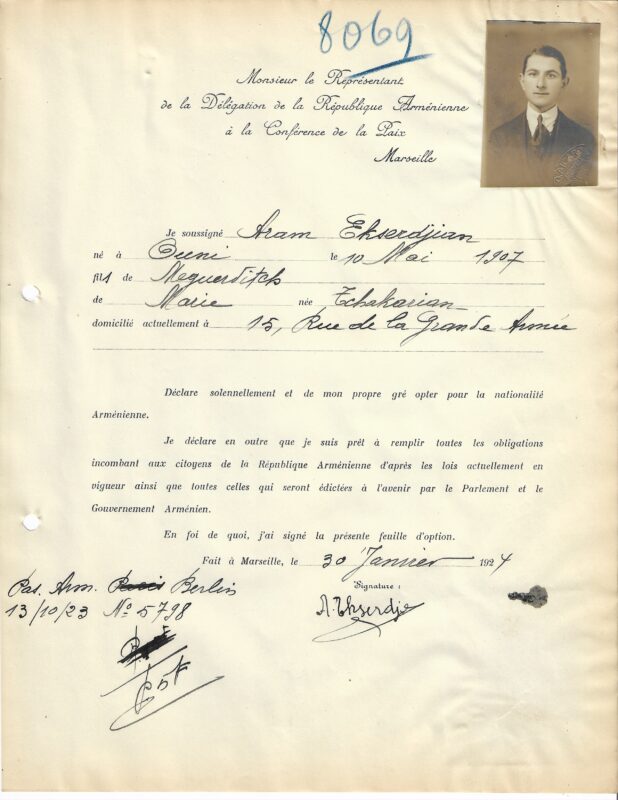 8069
Monsieur le Représentant
de la Délégation de la République Arménienne
à la Conférence de la Paix
Marseille
Je soussigné Aram Ekserdjian
né à le 10 Mai 1907
fils de Meguerditch
de Marie née Tchakarian
domicilié actuellement à 15, Rue de la Grande Armée
Déclare solennellement et de mon propre gré opter pour la nationalité
Arménienne.
Je déclare en outre que je suis prêt à remplir toutes les obligations
incombant aux citoyens de la République Arménienne d'après les lois actuellement en
vigueur ainsi que toutes celles qui seront édictées à l'avenir par le Parlement et le
Gouvernement Arménien.
En foi de quoi, j'ai signé la présente feuille d'option.
Fait à Marseille, le 30 Janvier 1924
Pas. Arm. Paris Berlin
Signature :
13/10/23 No 5798
A. Ekserdji